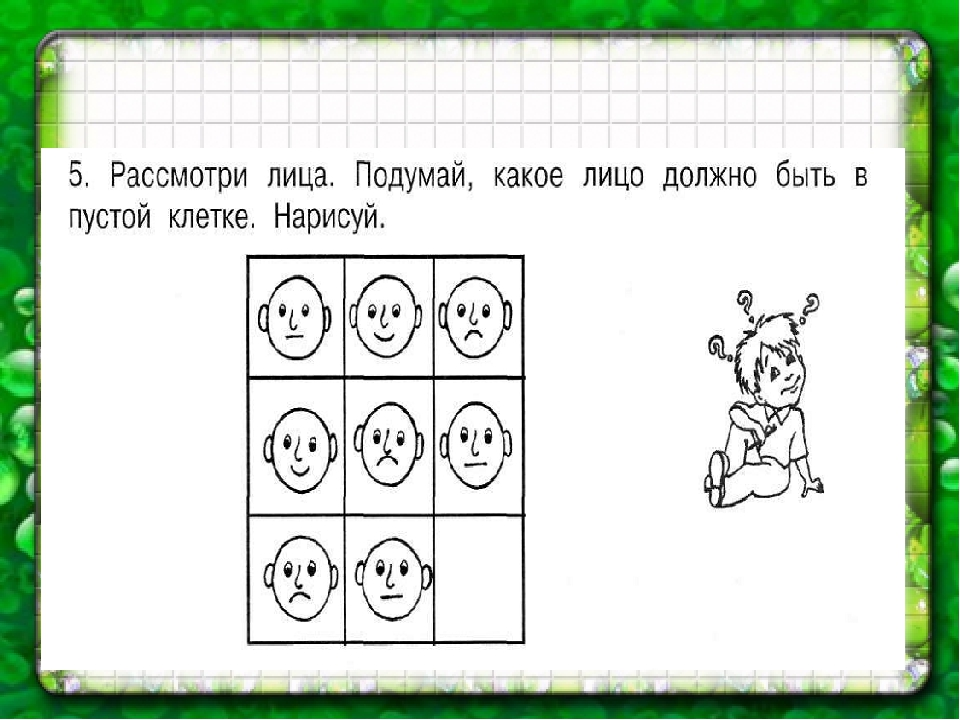 5. Рассмотри лица. Подумай, какое лицо должно быть в
пустой клетке. Нарисуй.
? ? ?